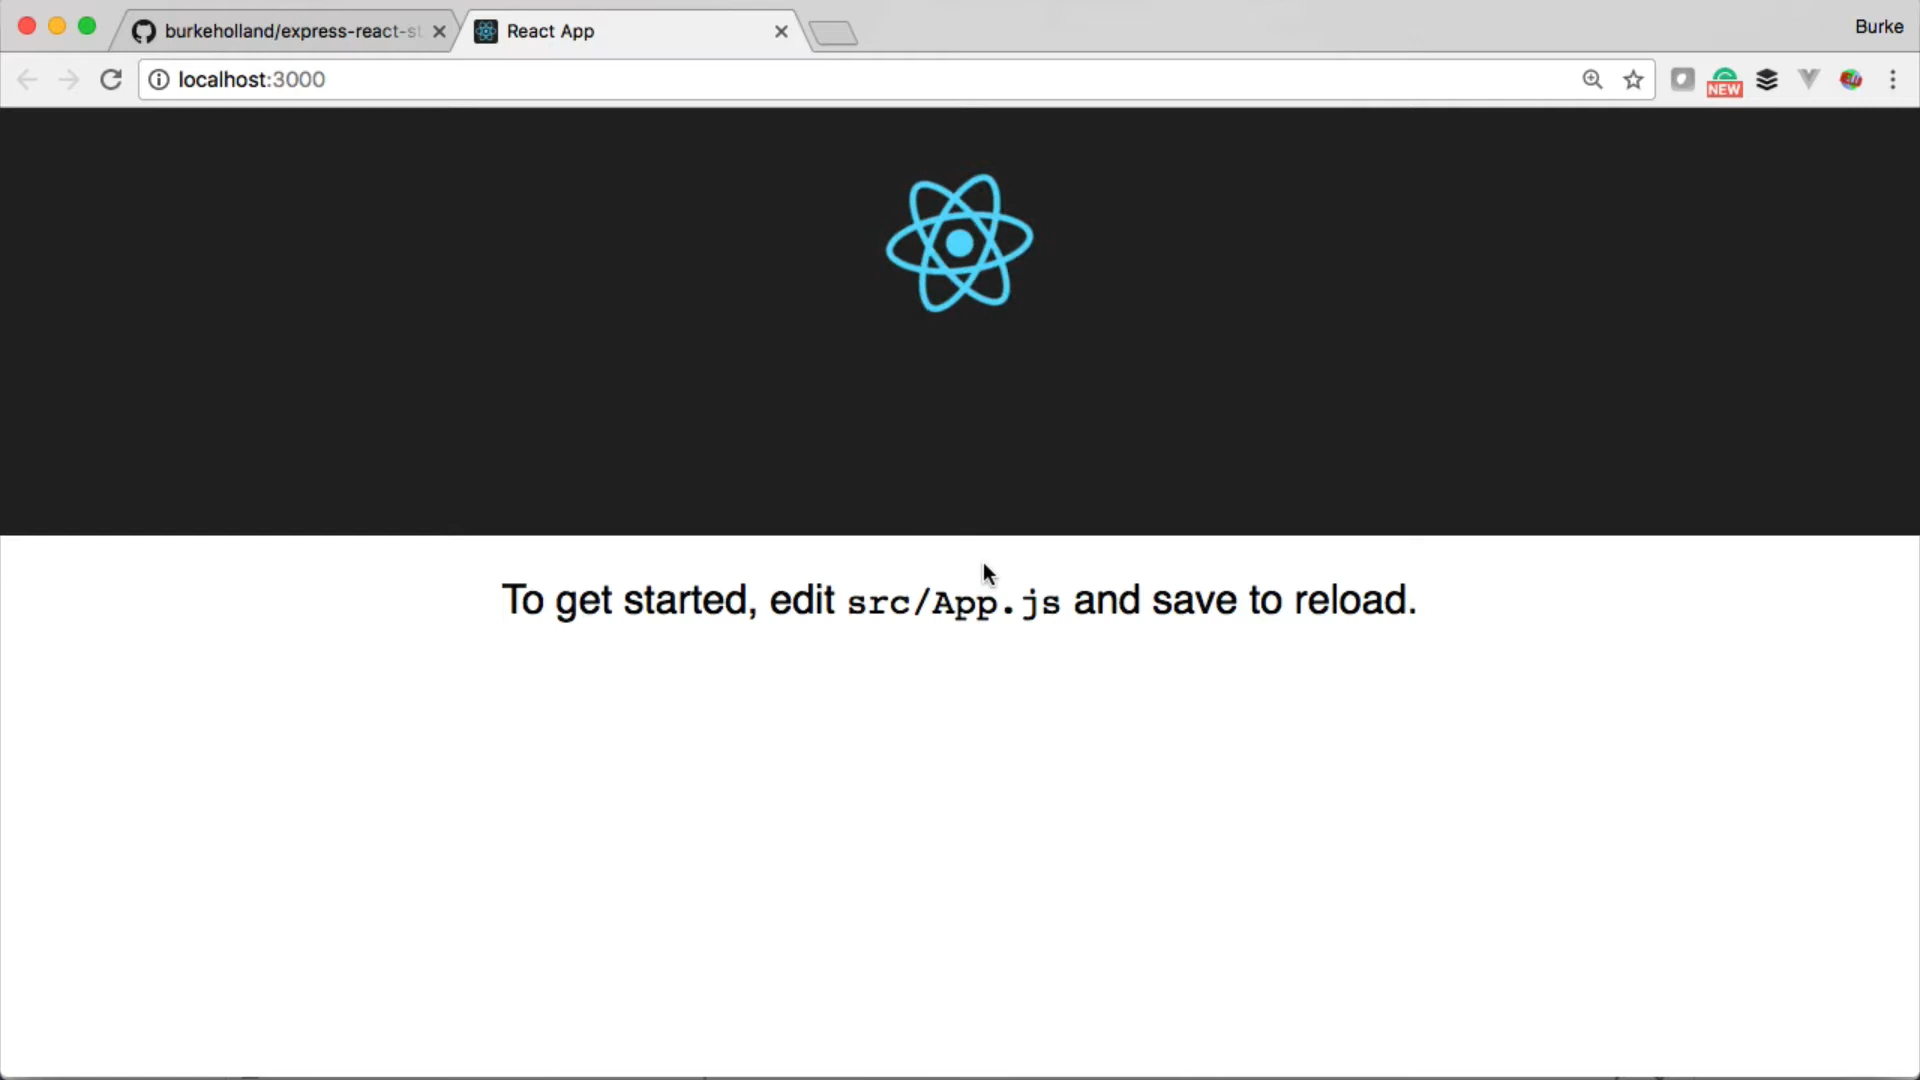 burkeholland/express-react-st
React App
Burke
localhost:3000
NEW
To get started, edit src/App.js and save to reload.